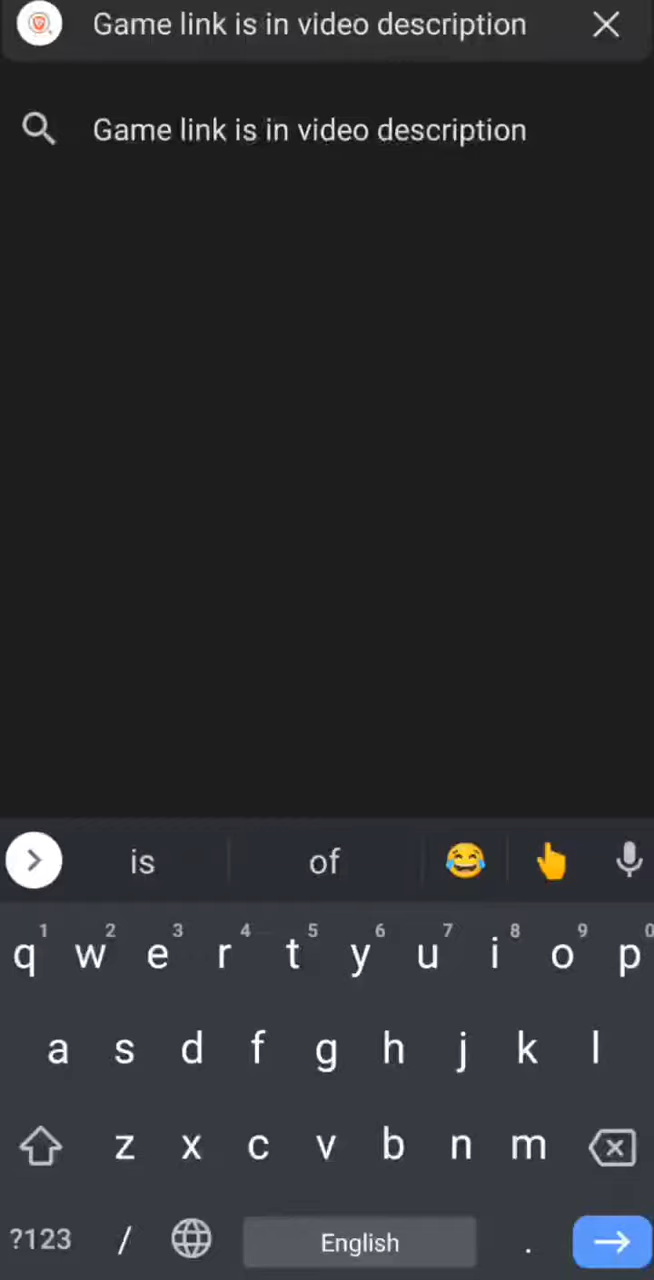 Game link is in video description
Game link is in video description
is of 😂 👆
1 2 3 4 5 6 7 8 9 0
q w e r t y u i o p
a s d f g h j k l
z x c v b n m
?123 / English .